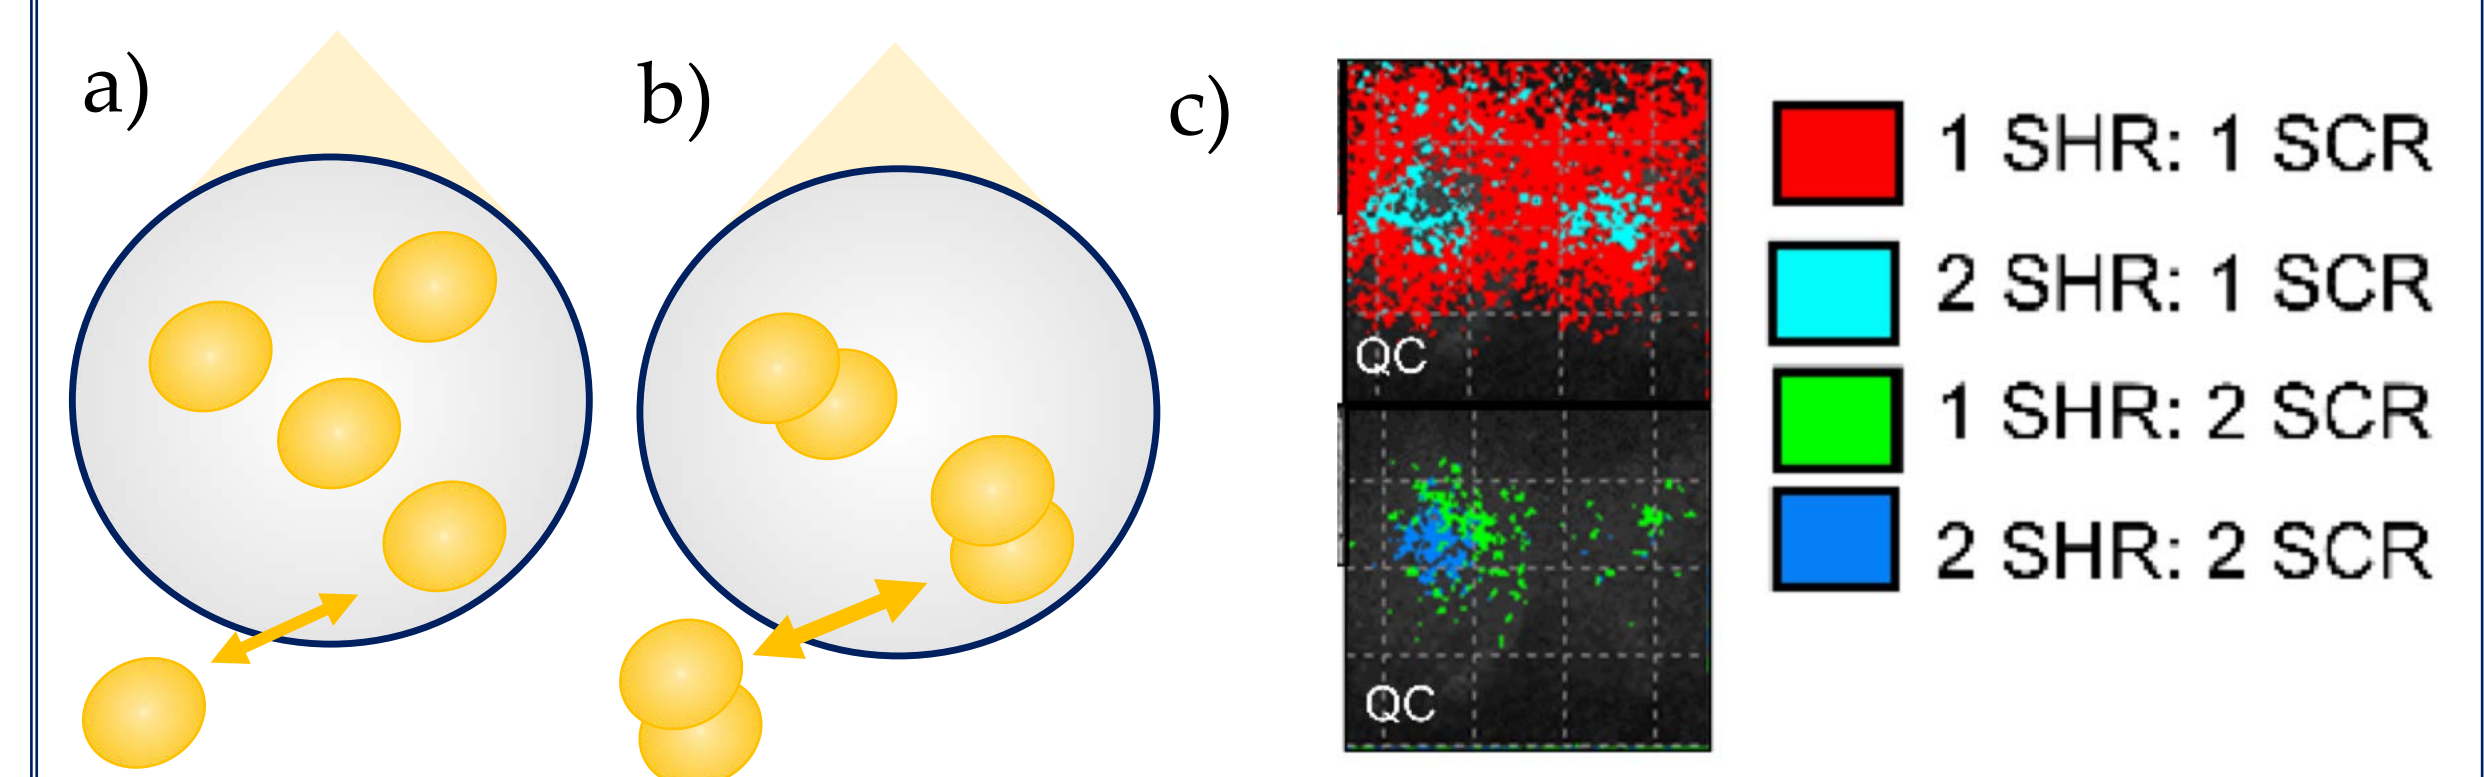 a)
b)
c)
QC
QC
1 SHR: 1 SCR
2 SHR: 1 SCR
1 SHR: 2 SCR
2 SHR: 2 SCR